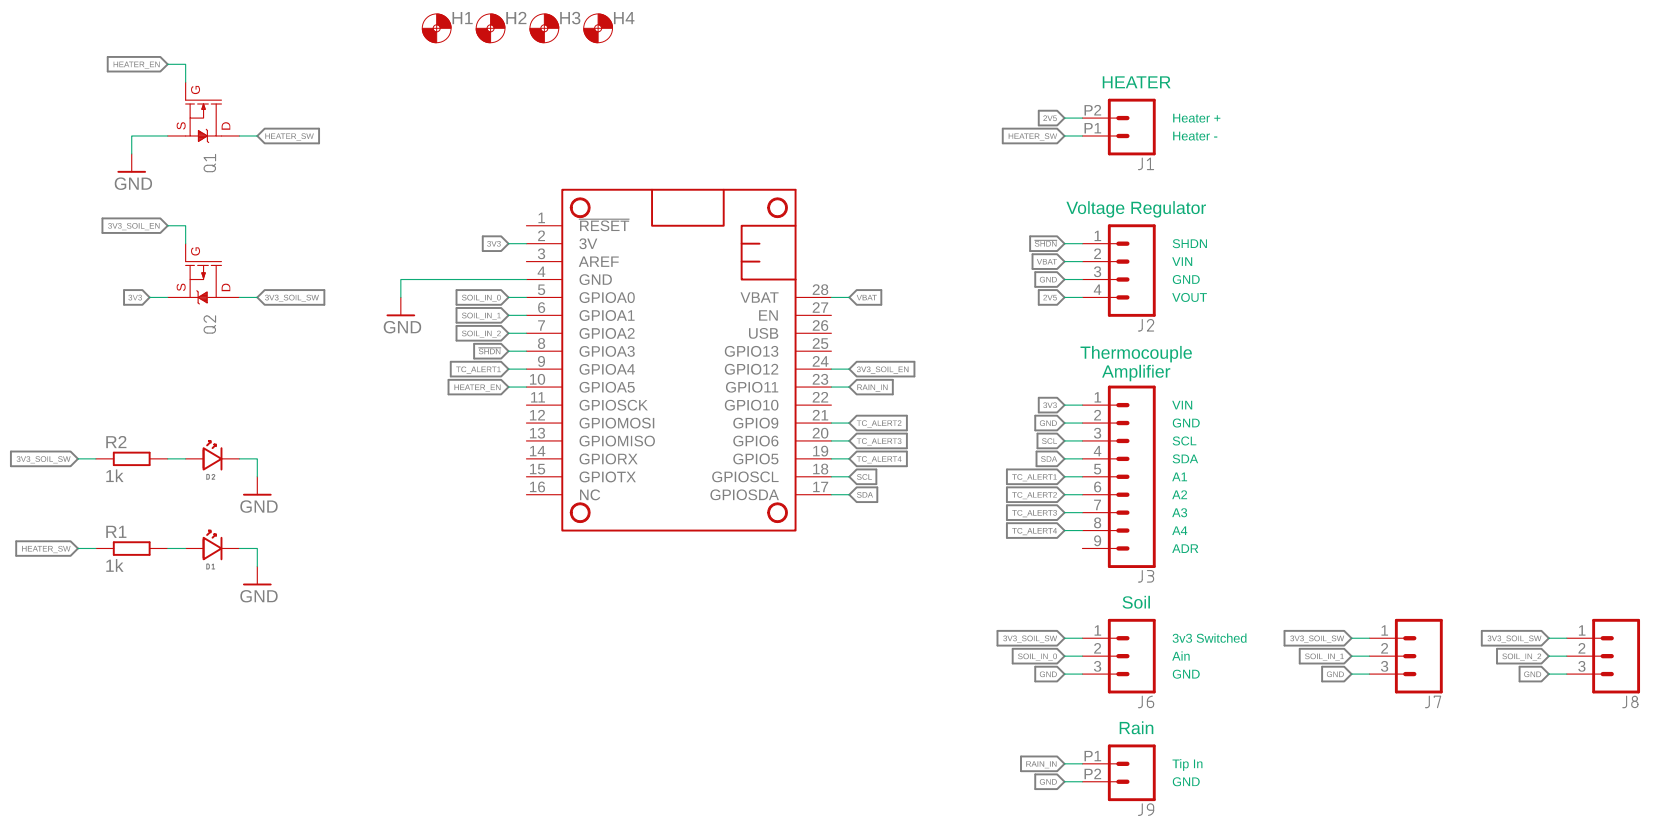 H1 H2 H3 H4
HEATER_EN
G
S
D
HEATER_SW
Q1
GND
3V3_SOIL_EN
G
S
D
3V3
3V3_SOIL_SW
Q2
3V3_SOIL_SW
R2
1k
D2
GND
HEATER_SW
R1
1k
D1
GND
1 RESET
3V3 2 3V
3 AREF
4 GND
GND
SOIL_IN_0 5 GPIOA0
SOIL_IN_1 6 GPIOA1
SOIL_IN_2 7 GPIOA2
SHDN 8 GPIOA3
TC_ALERT1 9 GPIOA4
HEATER_EN 10 GPIOA5
11 GPIOSCK
12 GPIOMOSI
13 GPIOMISO
14 GPIORX
15 GPIOTX
16 NC
VBAT 28 VBAT
EN 27
USB 26
GPIO13 25
GPIO12 24 3V3_SOIL_EN
GPIO11 23 RAIN_IN
GPIO10 22
GPIO9 21 TC_ALERT2
GPIO6 20 TC_ALERT3
GPIO5 19 TC_ALERT4
GPIOSCL 18 SCL
GPIOSDA 17 SDA
HEATER
2V5 P2 Heater +
HEATER_SW P1 Heater -
J1
Voltage Regulator
SHDN 1 SHDN
VBAT 2 VIN
GND 3 GND
2V5 4 VOUT
J2
Thermocouple
Amplifier
3V3 1 VIN
GND 2 GND
SCL 3 SCL
SDA 4 SDA
TC_ALERT1 5 A1
TC_ALERT2 6 A2
TC_ALERT3 7 A3
TC_ALERT4 8 A4
9 ADR
J3
Soil
3V3_SOIL_SW 1 3v3 Switched
SOIL_IN_0 2 Ain
GND 3 GND
J6
3V3_SOIL_SW 1
SOIL_IN_1 2
GND 3
J7
3V3_SOIL_SW 1
SOIL_IN_2 2
GND 3
J8
Rain
RAIN_IN P1 Tip In
GND P2 GND
J9